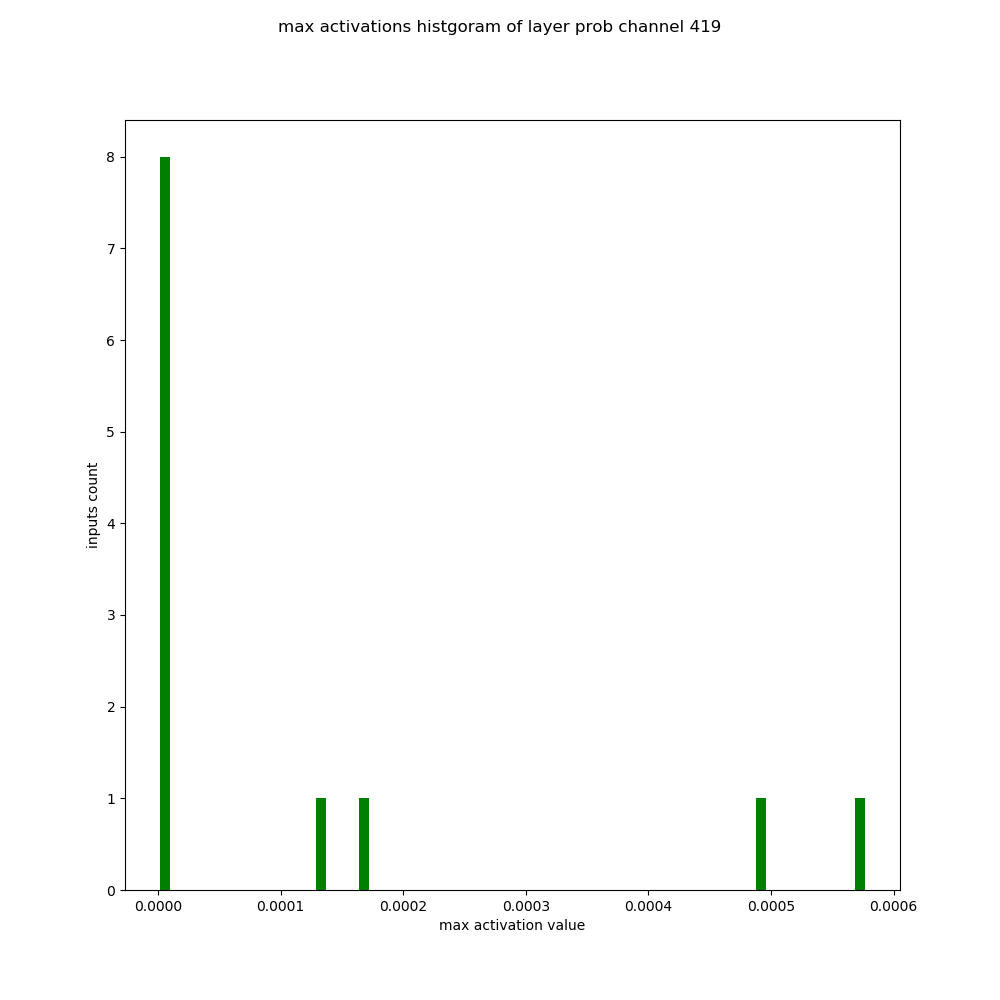 max activations histgoram of layer prob channel 419
8
7
6
5
4
3
2
1
0
inputs count
0.0000 0.0001 0.0002 0.0003 0.0004 0.0005 0.0006
max activation value